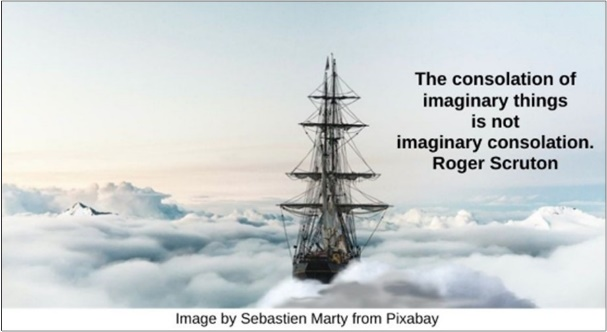 The consolation of
imaginary things
is not
imaginary consolation.
Roger Scruton
Image by Sebastien Marty from Pixabay